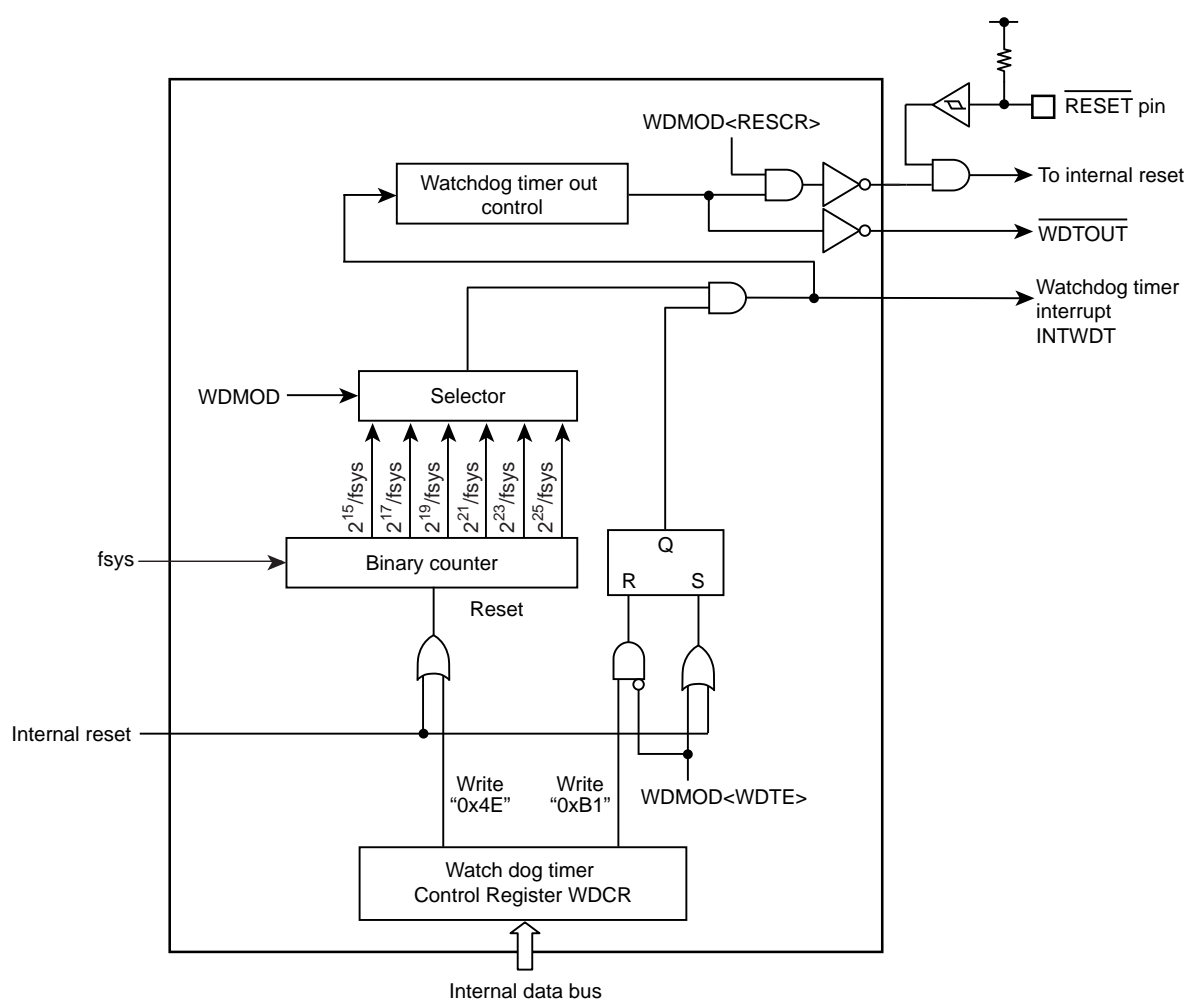 RESET pin
WDMOD<RESCR>
Watchdog timer out
control
To internal reset
WDTOUT
Watchdog timer
interrupt
INTWDT
WDMOD
Selector
2^15/fsys
2^17/fsys
2^19/fsys
2^21/fsys
2^23/fsys
2^25/fsys
fsys
Binary counter
Q
R S
Reset
Internal reset
Write
“0x4E”
Write
“0xB1”
WDMOD<WDTE>
Watch dog timer
Control Register WDCR
Internal data bus